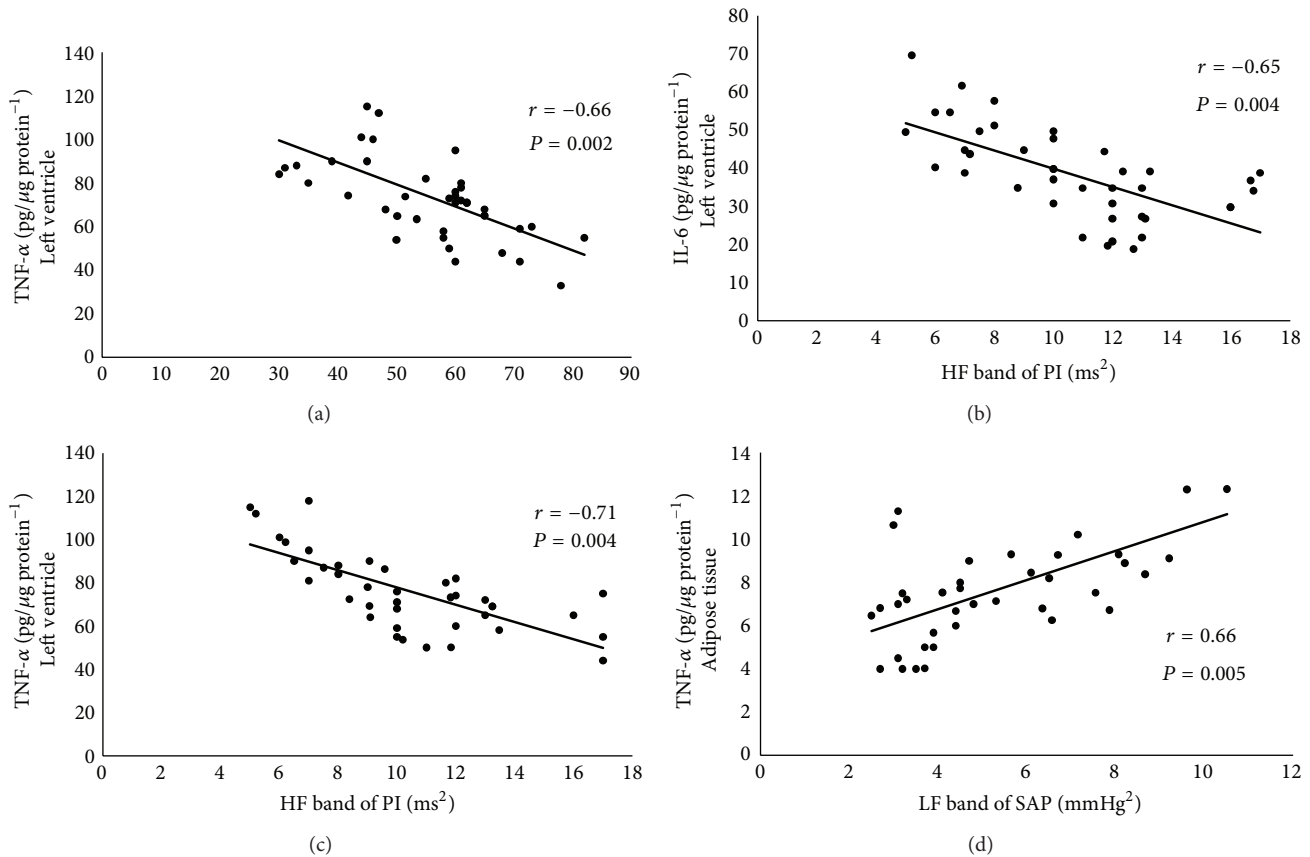 140
120
100
80
60
40
20
0
TNF-α (pg/μg protein⁻¹)
Left ventricle
r = −0.66
P = 0.002
0 10 20 30 40 50 60 70 80 90
(a)
80
70
60
50
40
30
20
10
0
IL-6 (pg/μg protein⁻¹)
Left ventricle
r = −0.65
P = 0.004
0 2 4 6 8 10 12 14 16 18
HF band of PI (ms²)
(b)
140
120
100
80
60
40
20
0
TNF-α (pg/μg protein⁻¹)
Left ventricle
r = −0.71
P = 0.004
0 2 4 6 8 10 12 14 16 18
HF band of PI (ms²)
(c)
14
12
10
8
6
4
2
0
TNF-α (pg/μg protein⁻¹)
Adipose tissue
r = 0.66
P = 0.005
0 2 4 6 8 10 12
LF band of SAP (mmHg²)
(d)